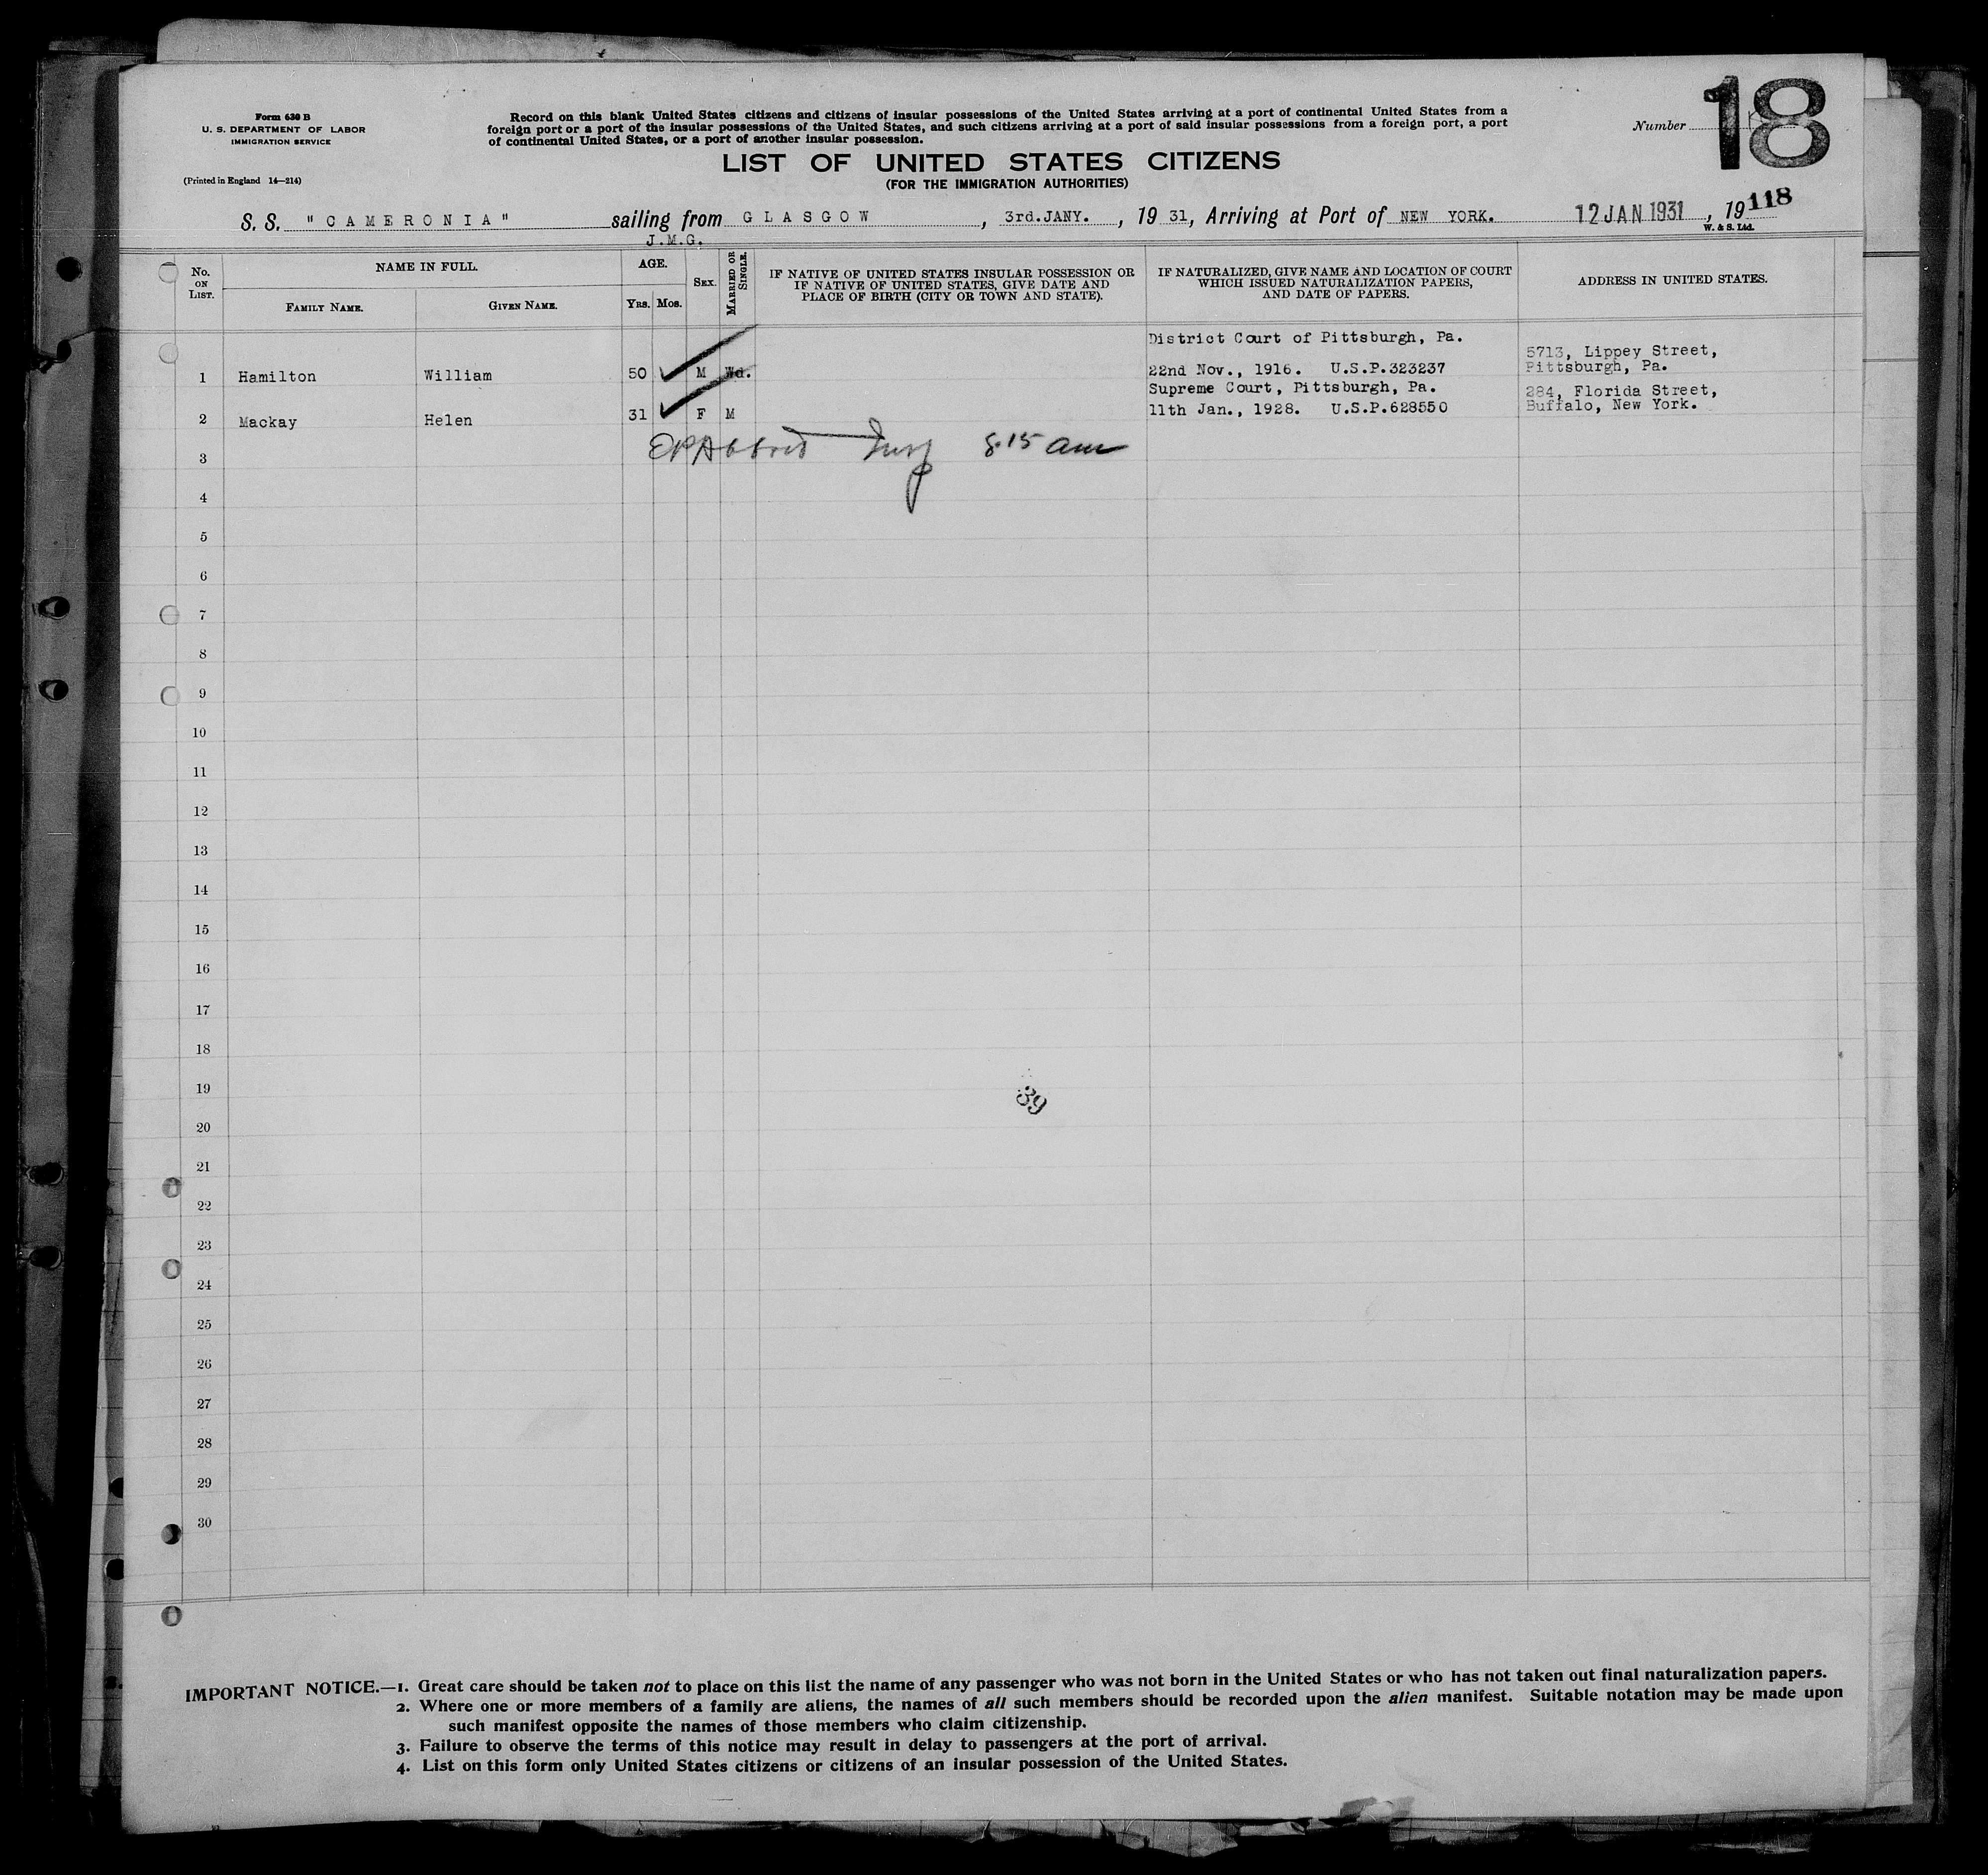 Form 630 B
U. S. DEPARTMENT OF LABOR
IMMIGRATION SERVICE
(Printed in England 14—214)
Record on this blank United States citizens and citizens of insular possessions of the United States arriving at a port of continental United States from a
foreign port or a port of the insular possessions of the United States, and such citizens arriving at a port of said insular possessions from a foreign port, a port
of continental United States, or a port of another insular possession.
Number 18
LIST OF UNITED STATES CITIZENS
(FOR THE IMMIGRATION AUTHORITIES)
S. S. "CAMERONIA" sailing from GLASGOW, 3rd.JANY., 19 31, Arriving at Port of NEW YORK. 12 JAN 1931, 19 118
W. & S. Ltd.
J.M.G.
No. ON LIST.
NAME IN FULL.
FAMILY NAME.
GIVEN NAME.
AGE.
YRS. MOS.
SEX.
MARRIED OR SINGLE.
IF NATIVE OF UNITED STATES INSULAR POSSESSION OR
IF NATIVE OF UNITED STATES, GIVE DATE AND
PLACE OF BIRTH (CITY OR TOWN AND STATE).
IF NATURALIZED, GIVE NAME AND LOCATION OF COURT
WHICH ISSUED NATURALIZATION PAPERS,
AND DATE OF PAPERS.
ADDRESS IN UNITED STATES.
District Court of Pittsburgh, Pa.
5713, Lippey Street,
1 Hamilton William 50 M Wd. 22nd Nov., 1916. U.S.P.323237 Pittsburgh, Pa.
Supreme Court, Pittsburgh, Pa. 284, Florida Street,
2 Mackay Helen 31 F M 11th Jan., 1928. U.S.P.628550 Buffalo, New York.
3 8.15 am
4
5
6
7
8
9
10
11
12
13
14
15
16
17
18
19
39
20
21
22
23
24
25
26
27
28
29
30
IMPORTANT NOTICE.—1. Great care should be taken not to place on this list the name of any passenger who was not born in the United States or who has not taken out final naturalization papers.
2. Where one or more members of a family are aliens, the names of all such members should be recorded upon the alien manifest. Suitable notation may be made upon
such manifest opposite the names of those members who claim citizenship.
3. Failure to observe the terms of this notice may result in delay to passengers at the port of arrival.
4. List on this form only United States citizens or citizens of an insular possession of the United States.